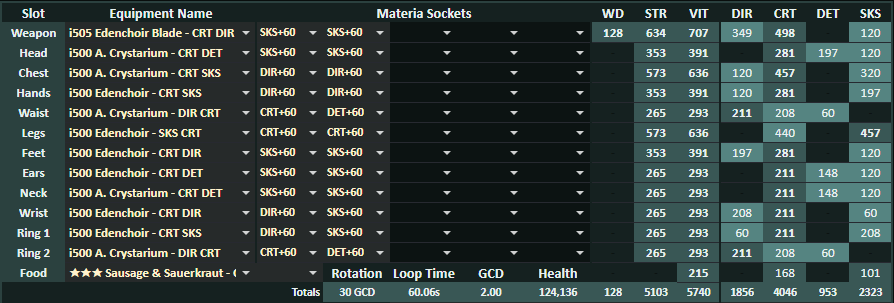 Slot Equipment Name Materia Sockets WD STR VIT DIR CRT DET SKS
Weapon i505 Edenchoir Blade - CRT DIR SKS+60 SKS+60 128 634 707 349 498 - 120
Head i500 A. Crystarium - CRT DET SKS+60 SKS+60 - 353 391 - 281 197 120
Chest i500 A. Crystarium - CRT SKS DIR+60 DIR+60 - 573 636 120 457 - 320
Hands i500 Edenchoir - CRT SKS DIR+60 DIR+60 - 353 391 120 281 - 197
Waist i500 A. Crystarium - DIR CRT CRT+60 DET+60 - 265 293 211 208 60 -
Legs i500 Edenchoir - SKS CRT CRT+60 CRT+60 - 573 636 - 440 - 457
Feet i500 Edenchoir - CRT DIR SKS+60 SKS+60 - 353 391 197 281 - 120
Ears i500 Edenchoir - CRT DET SKS+60 SKS+60 - 265 293 - 211 148 120
Neck i500 A. Crystarium - CRT DET SKS+60 SKS+60 - 265 293 - 211 148 120
Wrist i500 Edenchoir - CRT DIR DIR+60 SKS+60 - 265 293 208 211 - 60
Ring 1 i500 Edenchoir - CRT SKS DIR+60 SKS+60 - 265 293 60 211 - 208
Ring 2 i500 A. Crystarium - DIR CRT CRT+60 DET+60 - 265 293 211 208 60 -
Food ★★★ Sausage & Sauerkraut - Rotation Loop Time GCD Health - - 215 - 168 - 101
Totals 30 GCD 60.06s 2.00 124,136 128 5103 5740 1856 4046 953 2323